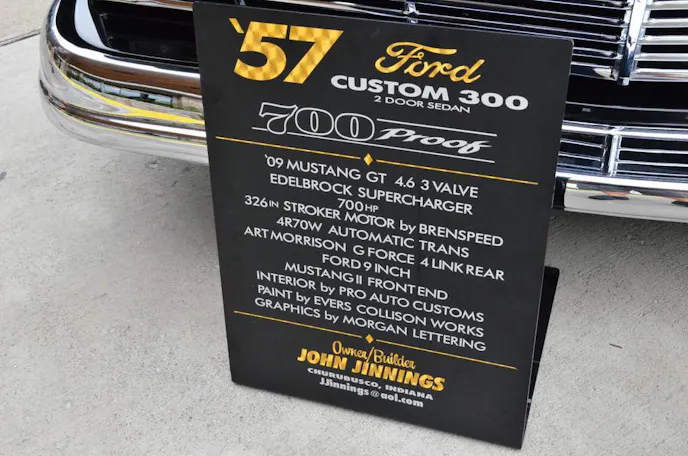 '57 Ford
CUSTOM 300
2 DOOR SEDAN
700 Proof
'09 MUSTANG GT 4.6 3 VALVE
EDELBROCK SUPERCHARGER
700 HP
326 IN STROKER MOTOR by BRENSPEED
4R70W AUTOMATIC TRANS
ART MORRISON G FORCE 4 LINK REAR
FORD 9 INCH
MUSTANG II FRONT END
INTERIOR by PRO AUTO CUSTOMS
PAINT by EVERS COLLISON WORKS
GRAPHICS by MORGAN LETTERING
Owner/Builder
JOHN JINNINGS
CHURUBUSCO, INDIANA
JJinnings@aol.com